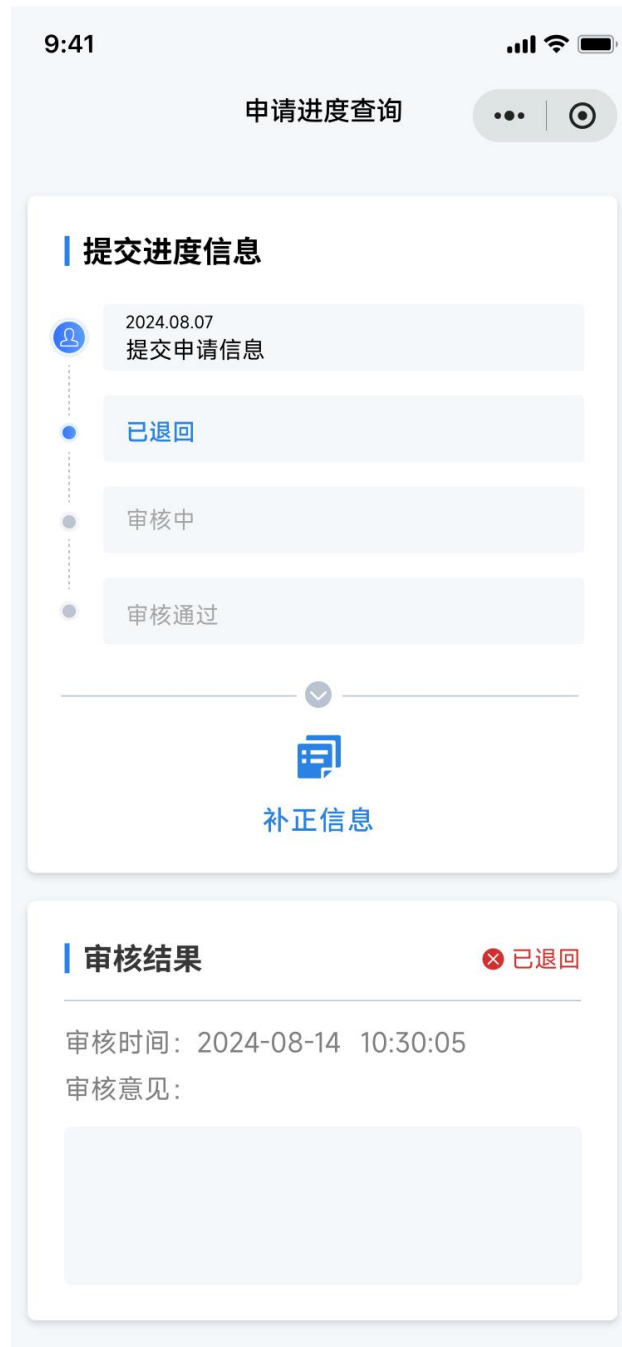 9:41
申请进度查询
提交进度信息
2024.08.07
提交申请信息
已退回
审核中
审核通过
补正信息
审核结果
已退回
审核时间：2024-08-14 10:30:05
审核意见：